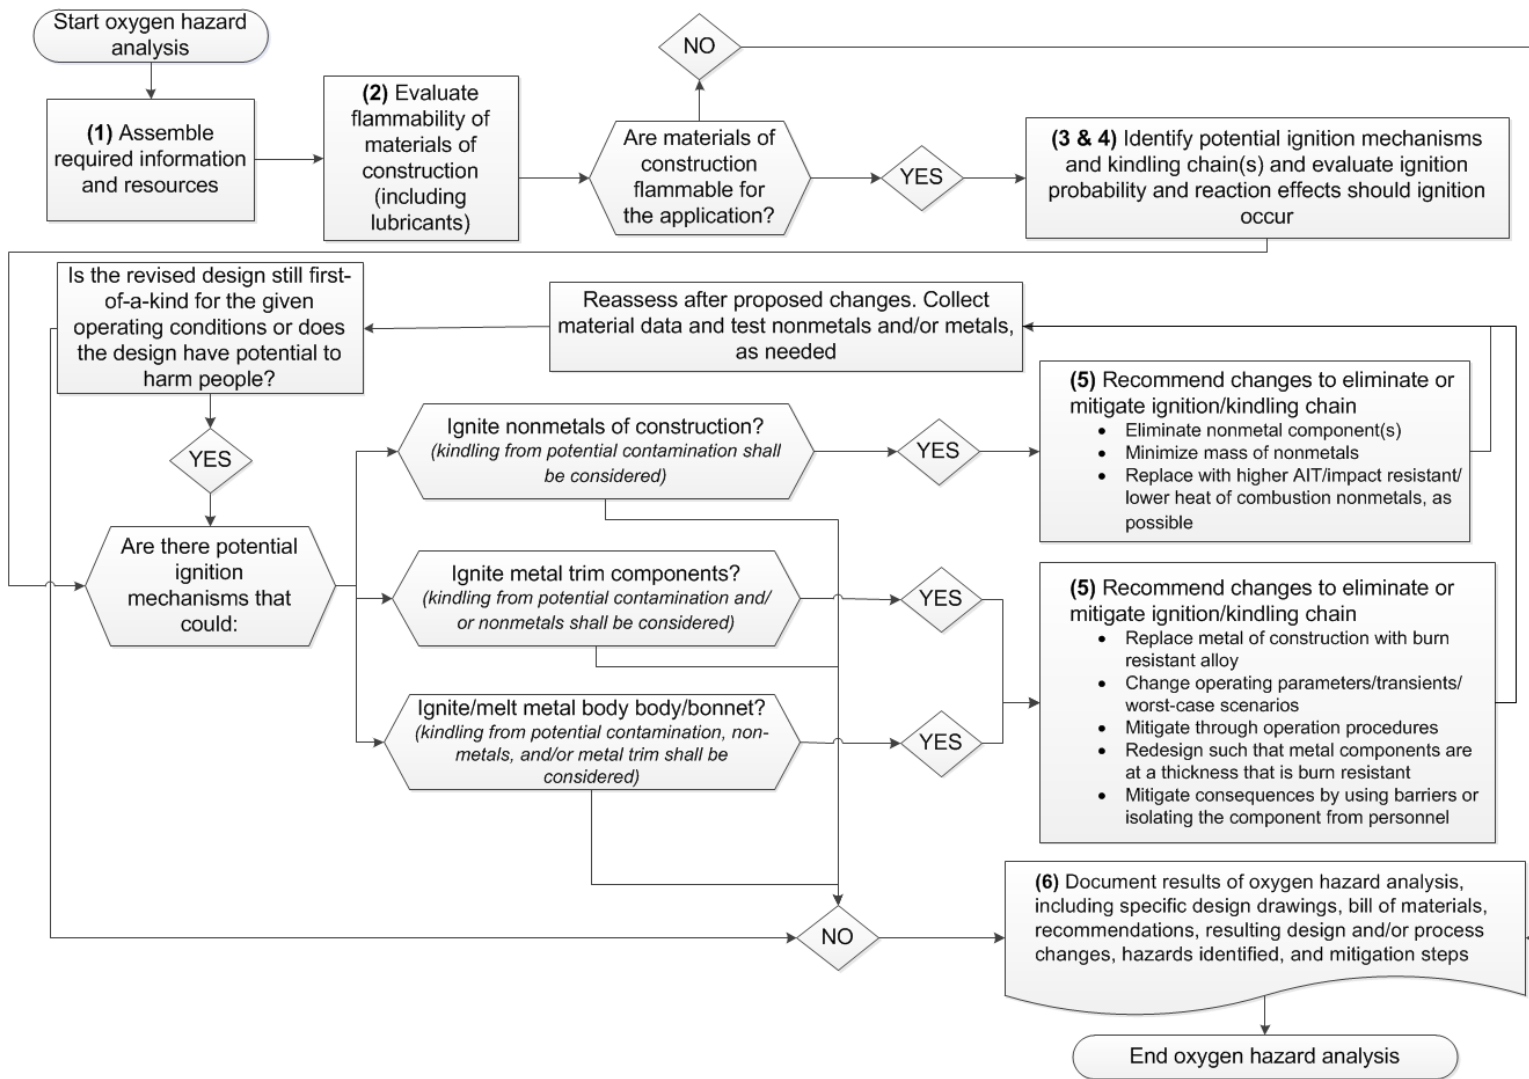 Start oxygen hazard
analysis
(1) Assemble
required information
and resources
(2) Evaluate
flammability of
materials of
construction
(including
lubricants)
Are materials of
construction
flammable for
the application?
NO
YES
(3 & 4) Identify potential ignition mechanisms
and kindling chain(s) and evaluate ignition
probability and reaction effects should ignition
occur
Is the revised design still first-
of-a-kind for the given
operating conditions or does
the design have potential to
harm people?
Reassess after proposed changes. Collect
material data and test nonmetals and/or metals,
as needed
YES
Are there potential
ignition
mechanisms that
could:
Ignite nonmetals of construction?
(kindling from potential contamination shall
be considered)
YES
(5) Recommend changes to eliminate or
mitigate ignition/kindling chain
• Eliminate nonmetal component(s)
• Minimize mass of nonmetals
• Replace with higher AIT/impact resistant/
lower heat of combustion nonmetals, as
possible
Ignite metal trim components?
(kindling from potential contamination and/
or nonmetals shall be considered)
YES
Ignite/melt metal body body/bonnet?
(kindling from potential contamination, non-
metals, and/or metal trim shall be
considered)
YES
(5) Recommend changes to eliminate or
mitigate ignition/kindling chain
• Replace metal of construction with burn
resistant alloy
• Change operating parameters/transients/
worst-case scenarios
• Mitigate through operation procedures
• Redesign such that metal components are
at a thickness that is burn resistant
• Mitigate consequences by using barriers or
isolating the component from personnel
NO
(6) Document results of oxygen hazard analysis,
including specific design drawings, bill of materials,
recommendations, resulting design and/or process
changes, hazards identified, and mitigation steps
End oxygen hazard analysis